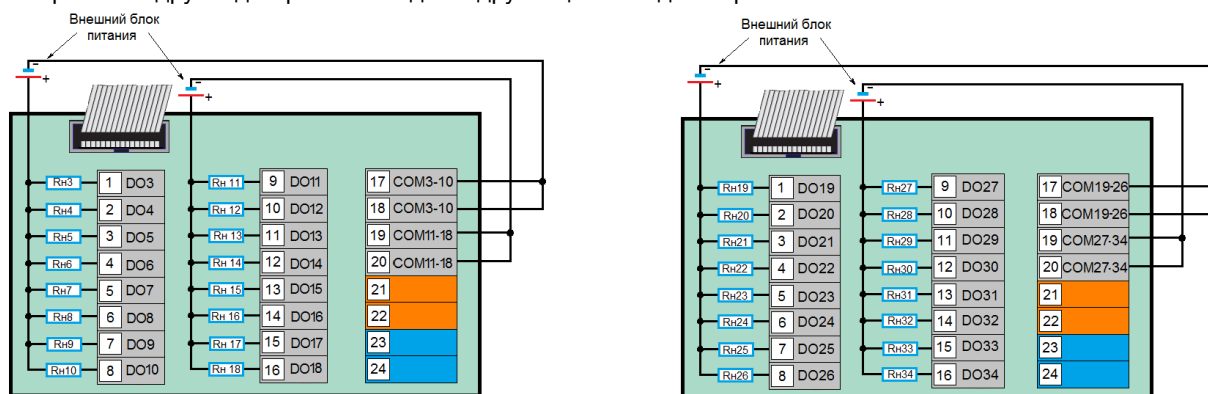 Внешний блок
питания
- +
- +
Rн3 1 DO3 Rн 11 9 DO11 17 COM3-10
Rн4 2 DO4 Rн 12 10 DO12 18 COM3-10
Rн5 3 DO5 Rн 13 11 DO13 19 COM11-18
Rн6 4 DO6 Rн 14 12 DO14 20 COM11-18
Rн7 5 DO7 Rн 15 13 DO15 21
Rн8 6 DO8 Rн 16 14 DO16 22
Rн9 7 DO9 Rн 17 15 DO17 23
Rн10 8 DO10 Rн 18 16 DO18 24
Внешний блок
питания
- +
- +
Rн19 1 DO19 Rн27 9 DO27 17 COM19-26
Rн20 2 DO20 Rн28 10 DO28 18 COM19-26
Rн21 3 DO21 Rн29 11 DO29 19 COM27-34
Rн22 4 DO22 Rн30 12 DO30 20 COM27-34
Rн23 5 DO23 Rн31 13 DO31 21
Rн24 6 DO24 Rн32 14 DO32 22
Rн25 7 DO25 Rн33 15 DO33 23
Rн26 8 DO26 Rн34 16 DO34 24